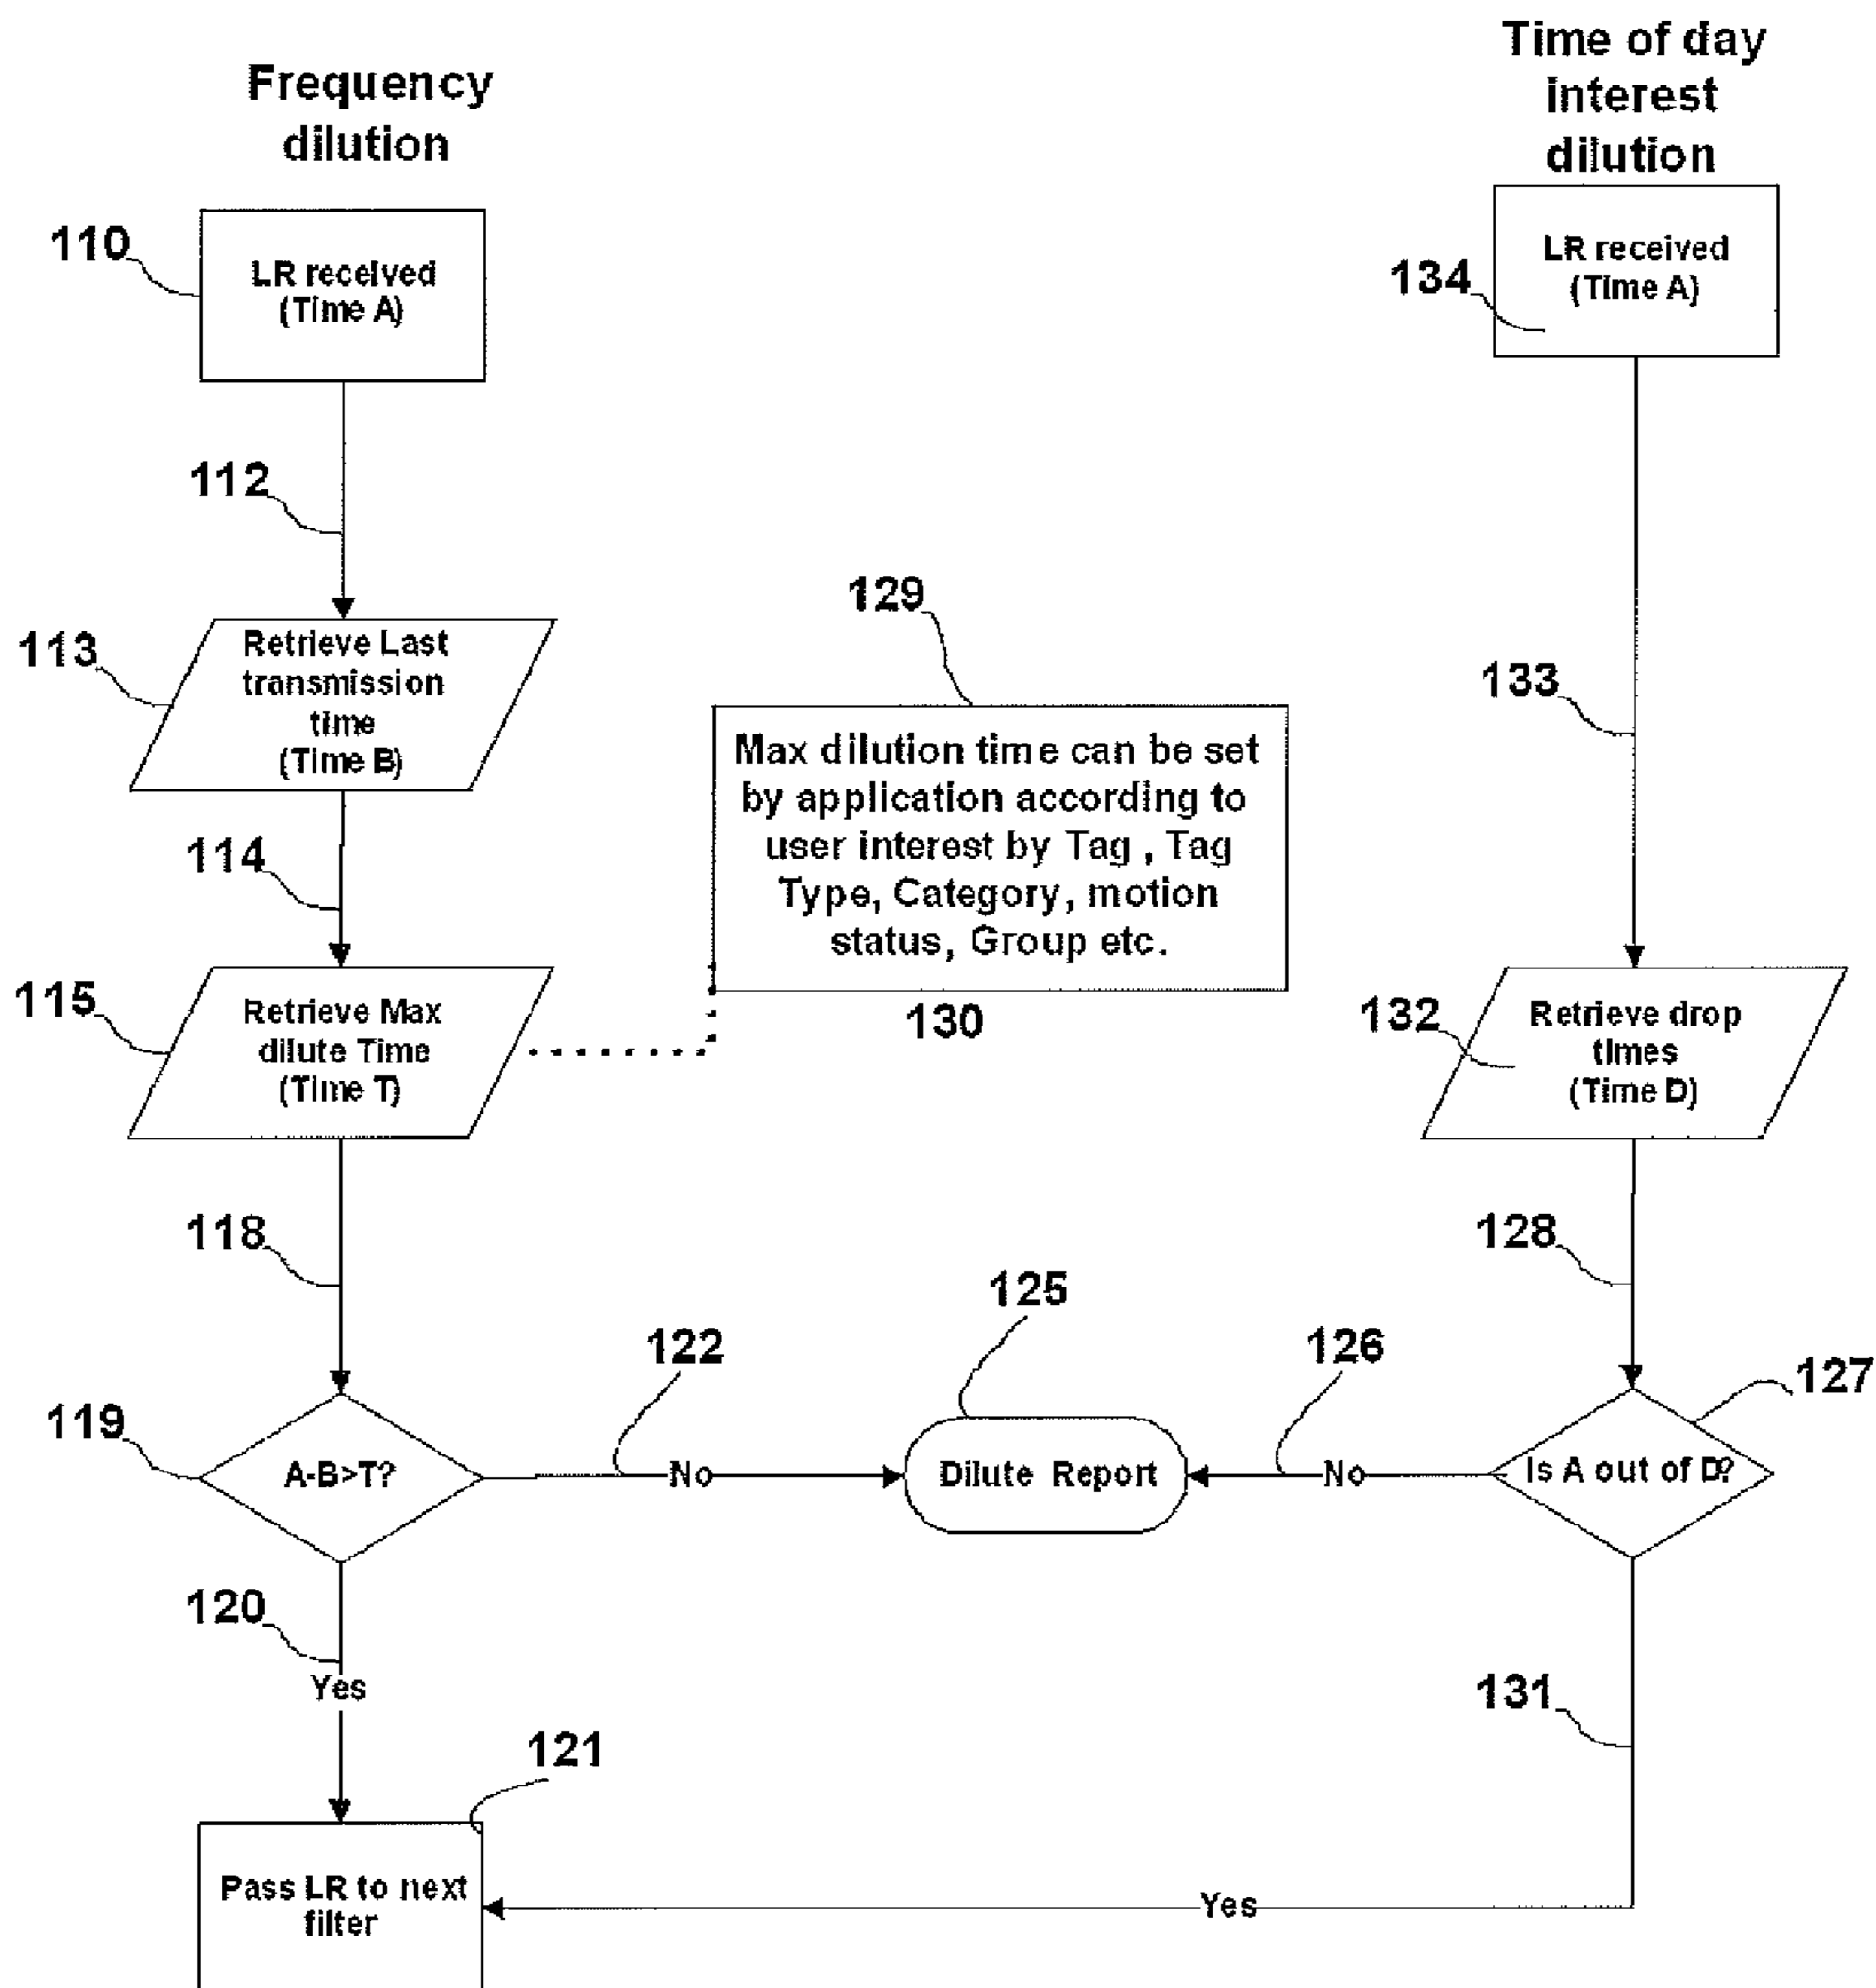 Frequency
dilution
110
LR received
(Time A)
112
113
Retrieve Last
transmission
time
(Time B)
114
115
Retrieve Max
dilute Time
(Time T)
118
119
A-B>T?
122
No
120
Yes
121
Pass LR to next
filter
129
Max dilution time can be set
by application according to
user interest by Tag , Tag
Type, Category, motion
status, Group etc.
130
125
Dilute Report
Time of day
interest
dilution
134
LR received
(Time A)
133
132
Retrieve drop
times
(Time D)
128
126
No
127
Is A out of D?
131
Yes